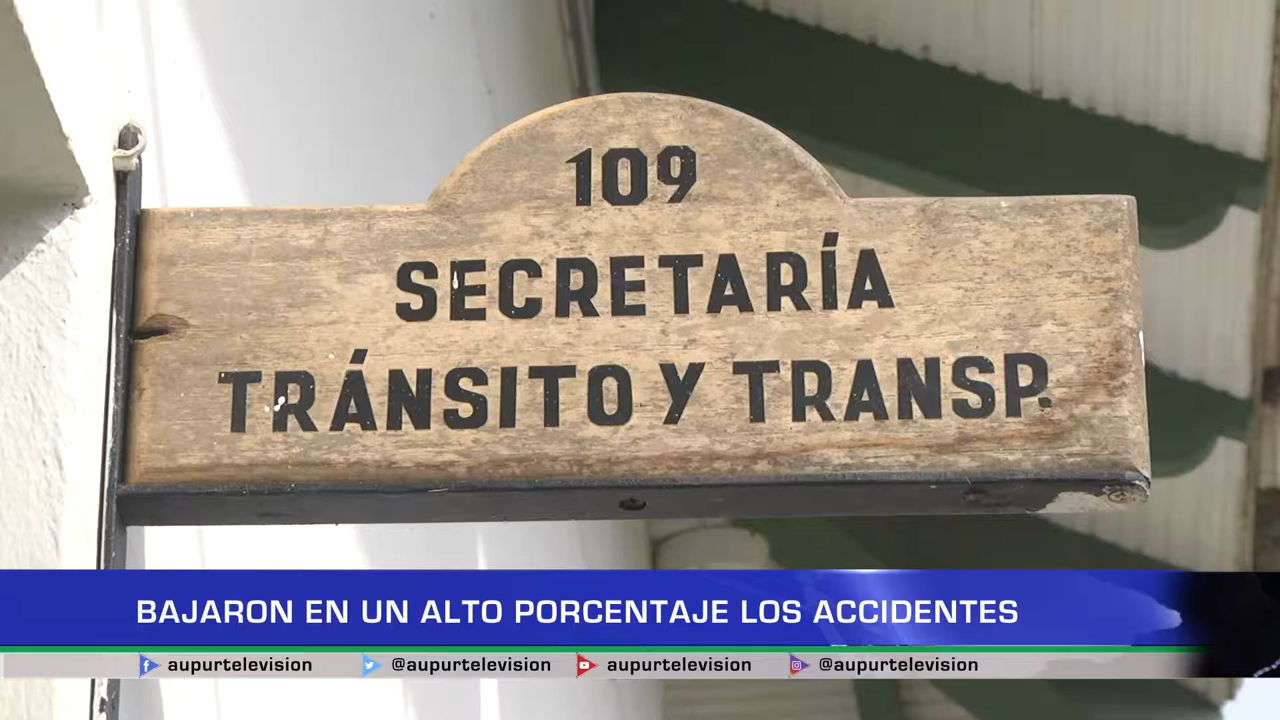 109
SECRETARÍA
TRÁNSITO Y TRANSP.
BAJARON EN UN ALTO PORCENTAJE LOS ACCIDENTES
aupurtelevision @aupurtelevision aupurtelevision @aupurtelevision